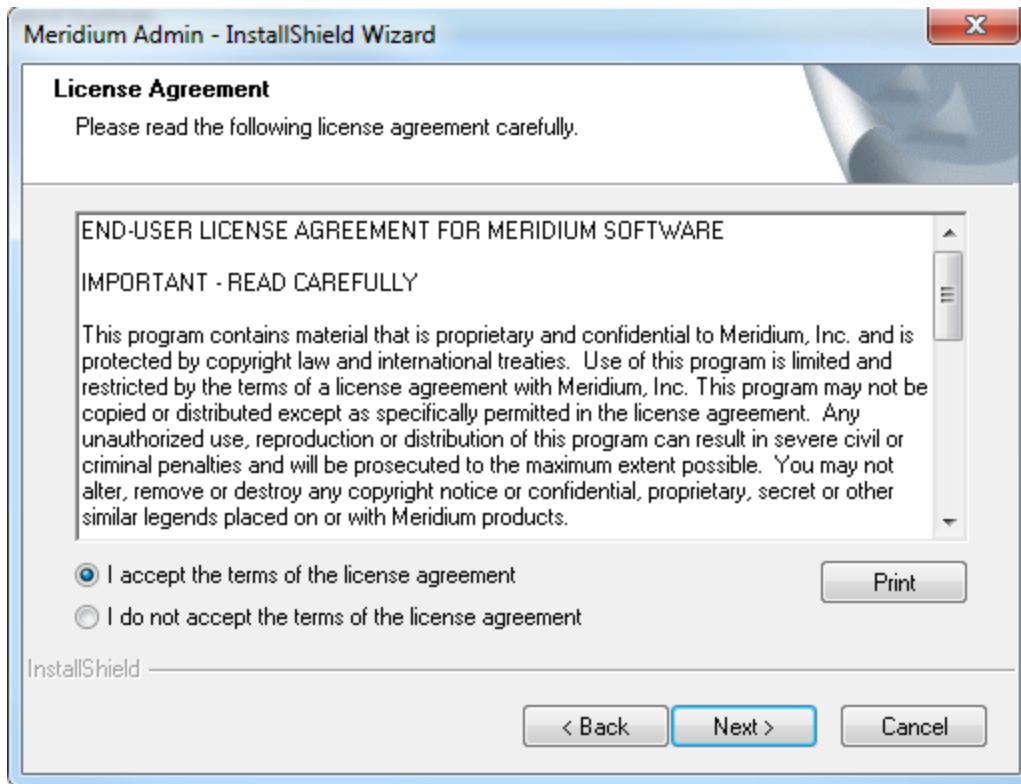 Meridium Admin - InstallShield Wizard
License Agreement
Please read the following license agreement carefully.
END-USER LICENSE AGREEMENT FOR MERIDIUM SOFTWARE
IMPORTANT - READ CAREFULLY
This program contains material that is proprietary and confidential to Meridium, Inc. and is
protected by copyright law and international treaties.  Use of this program is limited and
restricted by the terms of a license agreement with Meridium, Inc. This program may not be
copied or distributed except as specifically permitted in the license agreement.  Any
unauthorized use, reproduction or distribution of this program can result in severe civil or
criminal penalties and will be prosecuted to the maximum extent possible.  You may not
alter, remove or destroy any copyright notice or confidential, proprietary, secret or other
similar legends placed on or with Meridium products.
I accept the terms of the license agreement
Print
I do not accept the terms of the license agreement
InstallShield
< Back Next > Cancel